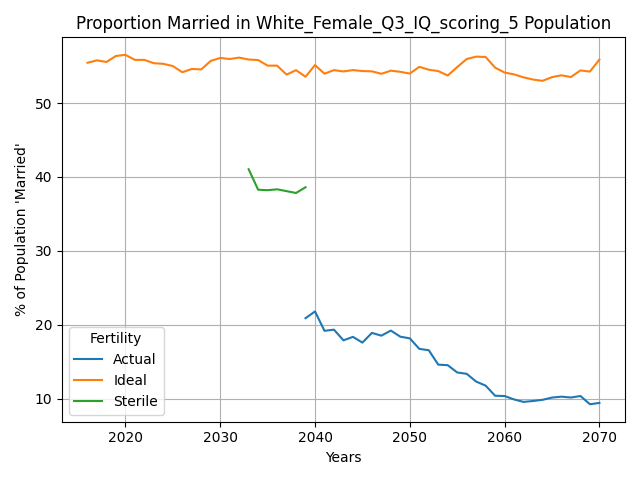 Proportion Married in White_Female_Q3_IQ_scoring_5 Population
% of Population 'Married'
50
40
30
20
10
Fertility
Actual
Ideal
Sterile
2020 2030 2040 2050 2060 2070
Years